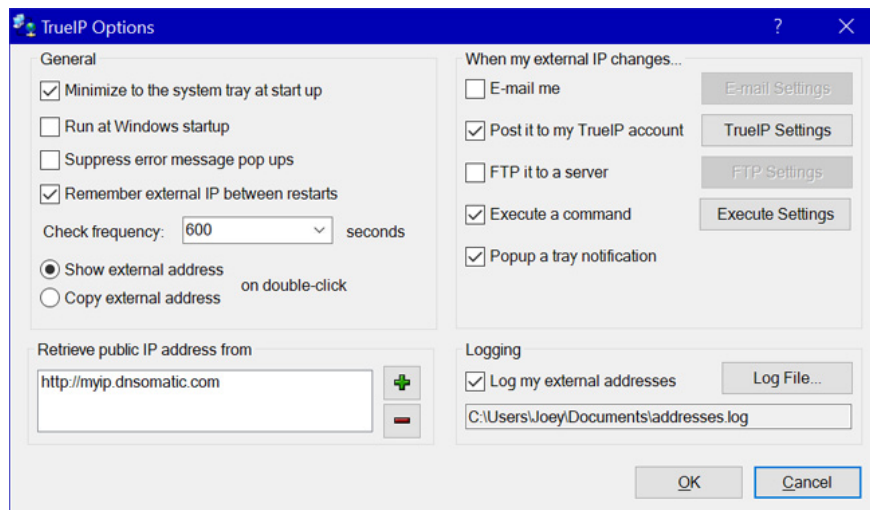 TrueIP Options
General
Minimize to the system tray at start up
Run at Windows startup
Suppress error message pop ups
Remember external IP between restarts
Check frequency: 600 seconds
Show external address
Copy external address
on double-click
Retrieve public IP address from
http://myip.dnsomatic.com
When my external IP changes...
E-mail me E-mail Settings
Post it to my TrueIP account TrueIP Settings
FTP it to a server FTP Settings
Execute a command Execute Settings
Popup a tray notification
Logging
Log my external addresses Log File...
C:\Users\Joey\Documents\addresses.log
OK Cancel